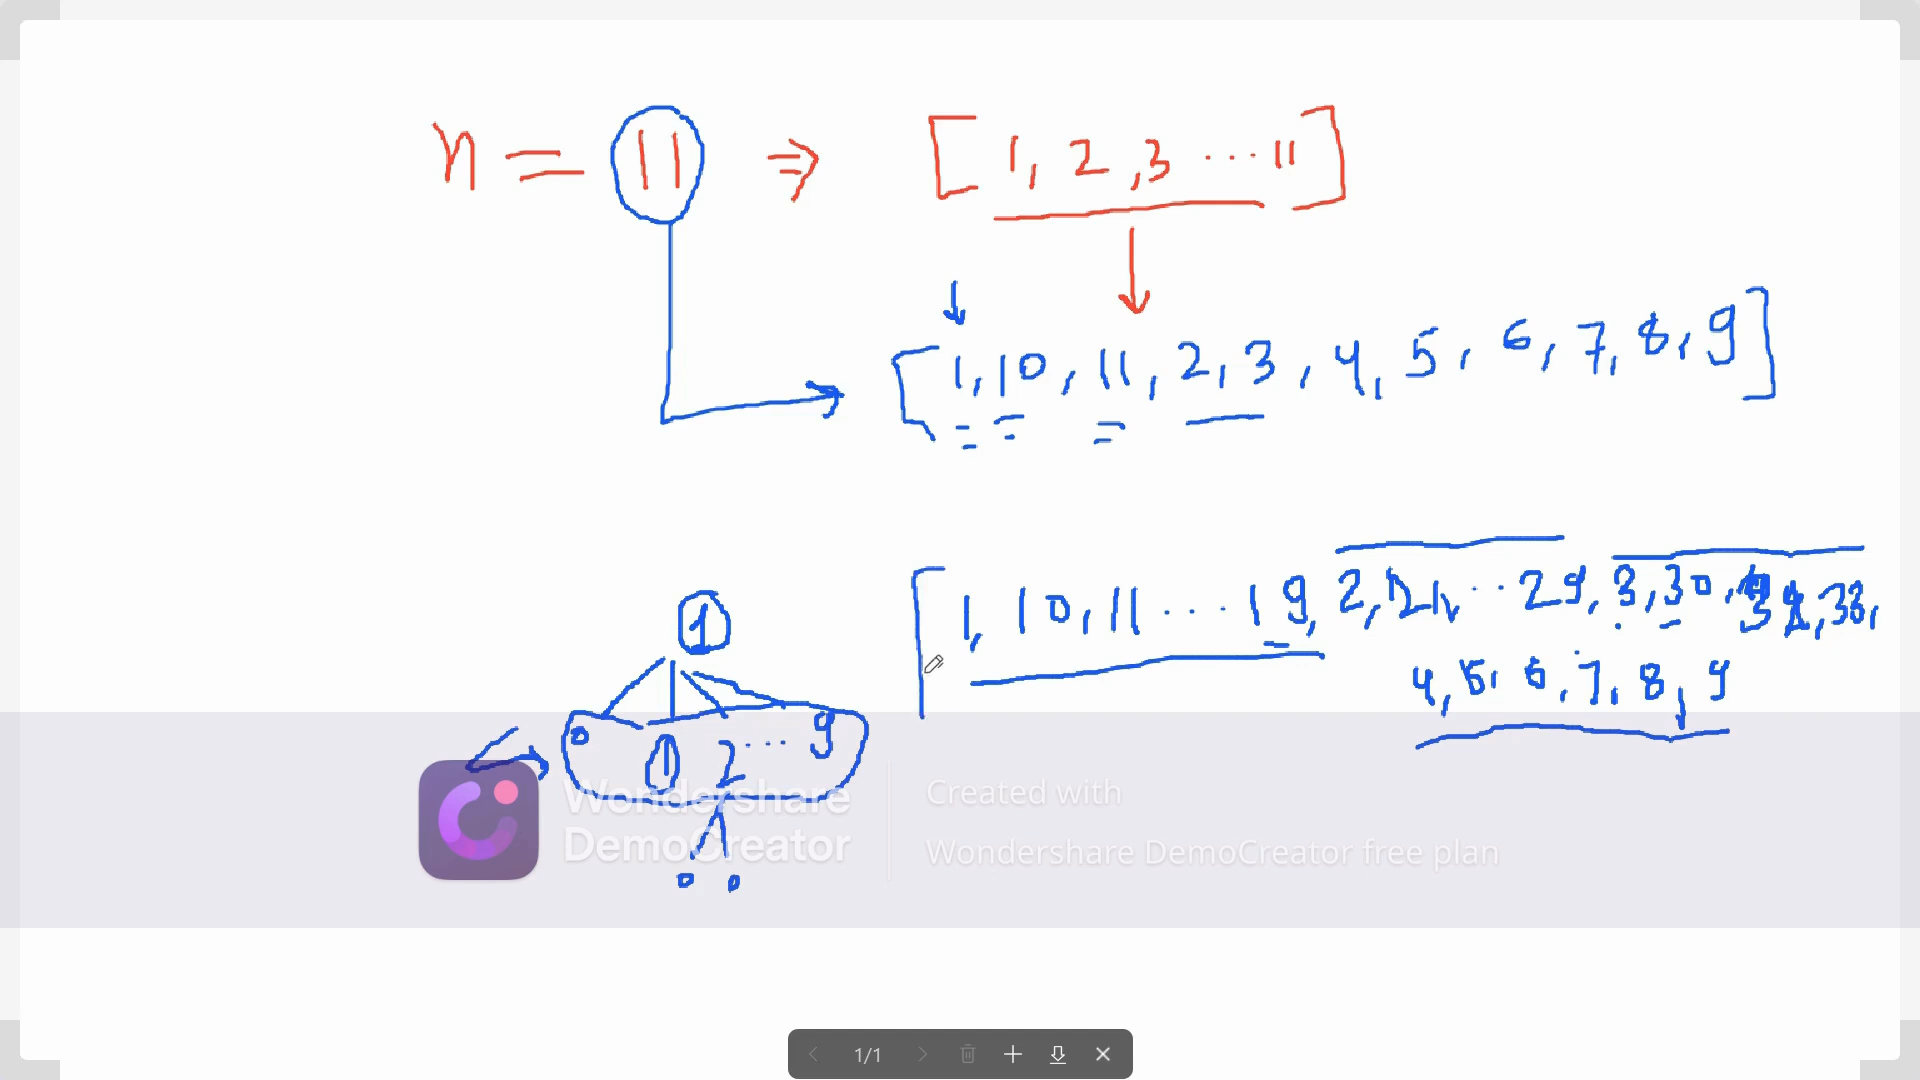 n = 11 ⇒ [1, 2, 3 ... 11]
[1, 10, 11, 2, 3, 4, 5, 6, 7, 8, 9]
[1, 10, 11 ... 19, 2, 21, ... 29, 3, 30, 33,
4, 5, 6, 7, 8, 9
1
0 1 2 ... 9
Wondershare
DemoCreator
Created with
Wondershare DemoCreator free plan
1/1